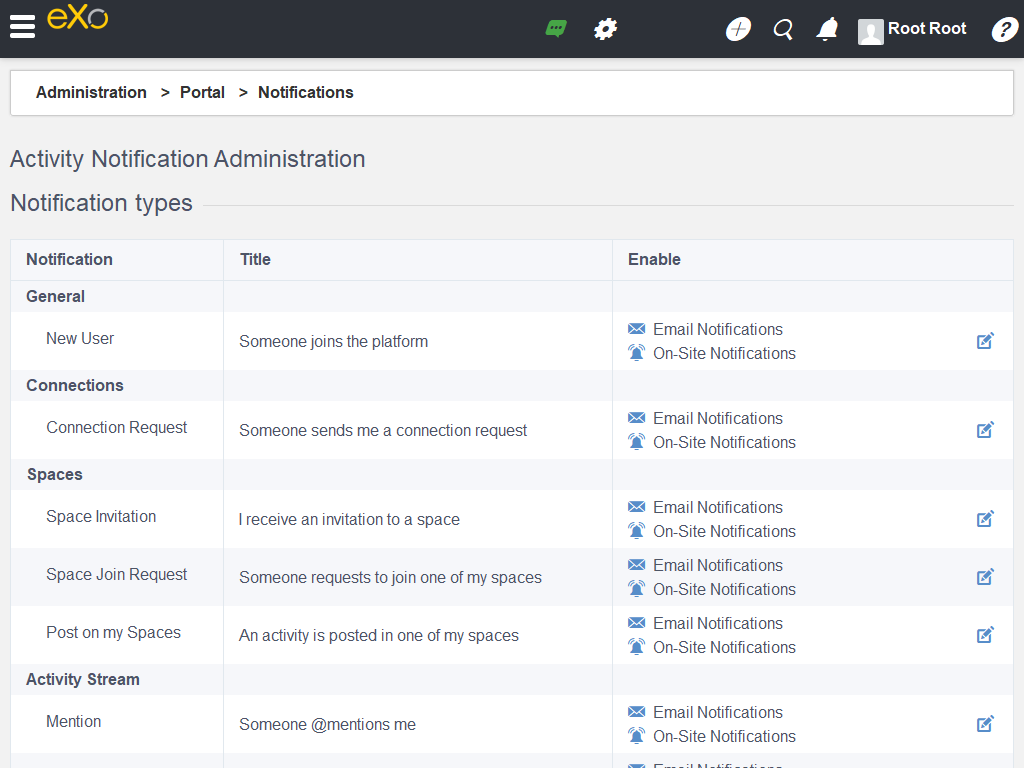 eXo
Root Root
?
Administration > Portal > Notifications
Activity Notification Administration
Notification types
Notification Title Enable
General
New User Someone joins the platform Email Notifications
On-Site Notifications
Connections
Connection Request Someone sends me a connection request Email Notifications
On-Site Notifications
Spaces
Space Invitation I receive an invitation to a space Email Notifications
On-Site Notifications
Space Join Request Someone requests to join one of my spaces Email Notifications
On-Site Notifications
Post on my Spaces An activity is posted in one of my spaces Email Notifications
On-Site Notifications
Activity Stream
Mention Someone @mentions me Email Notifications
On-Site Notifications